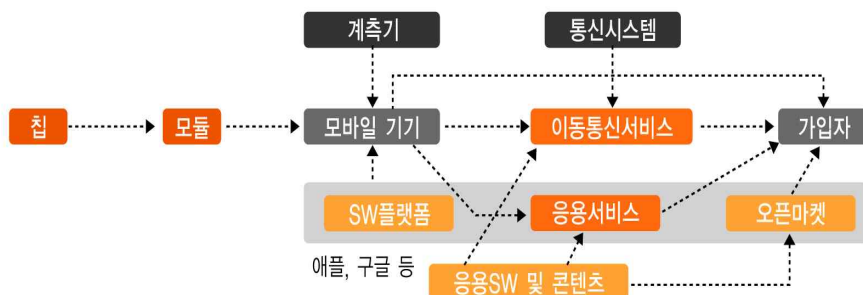 계측기
통신시스템
칩
모듈
모바일 기기
이동통신서비스
가입자
SW플랫폼
응용서비스
오픈마켓
애플, 구글 등
응용SW 및 콘텐츠